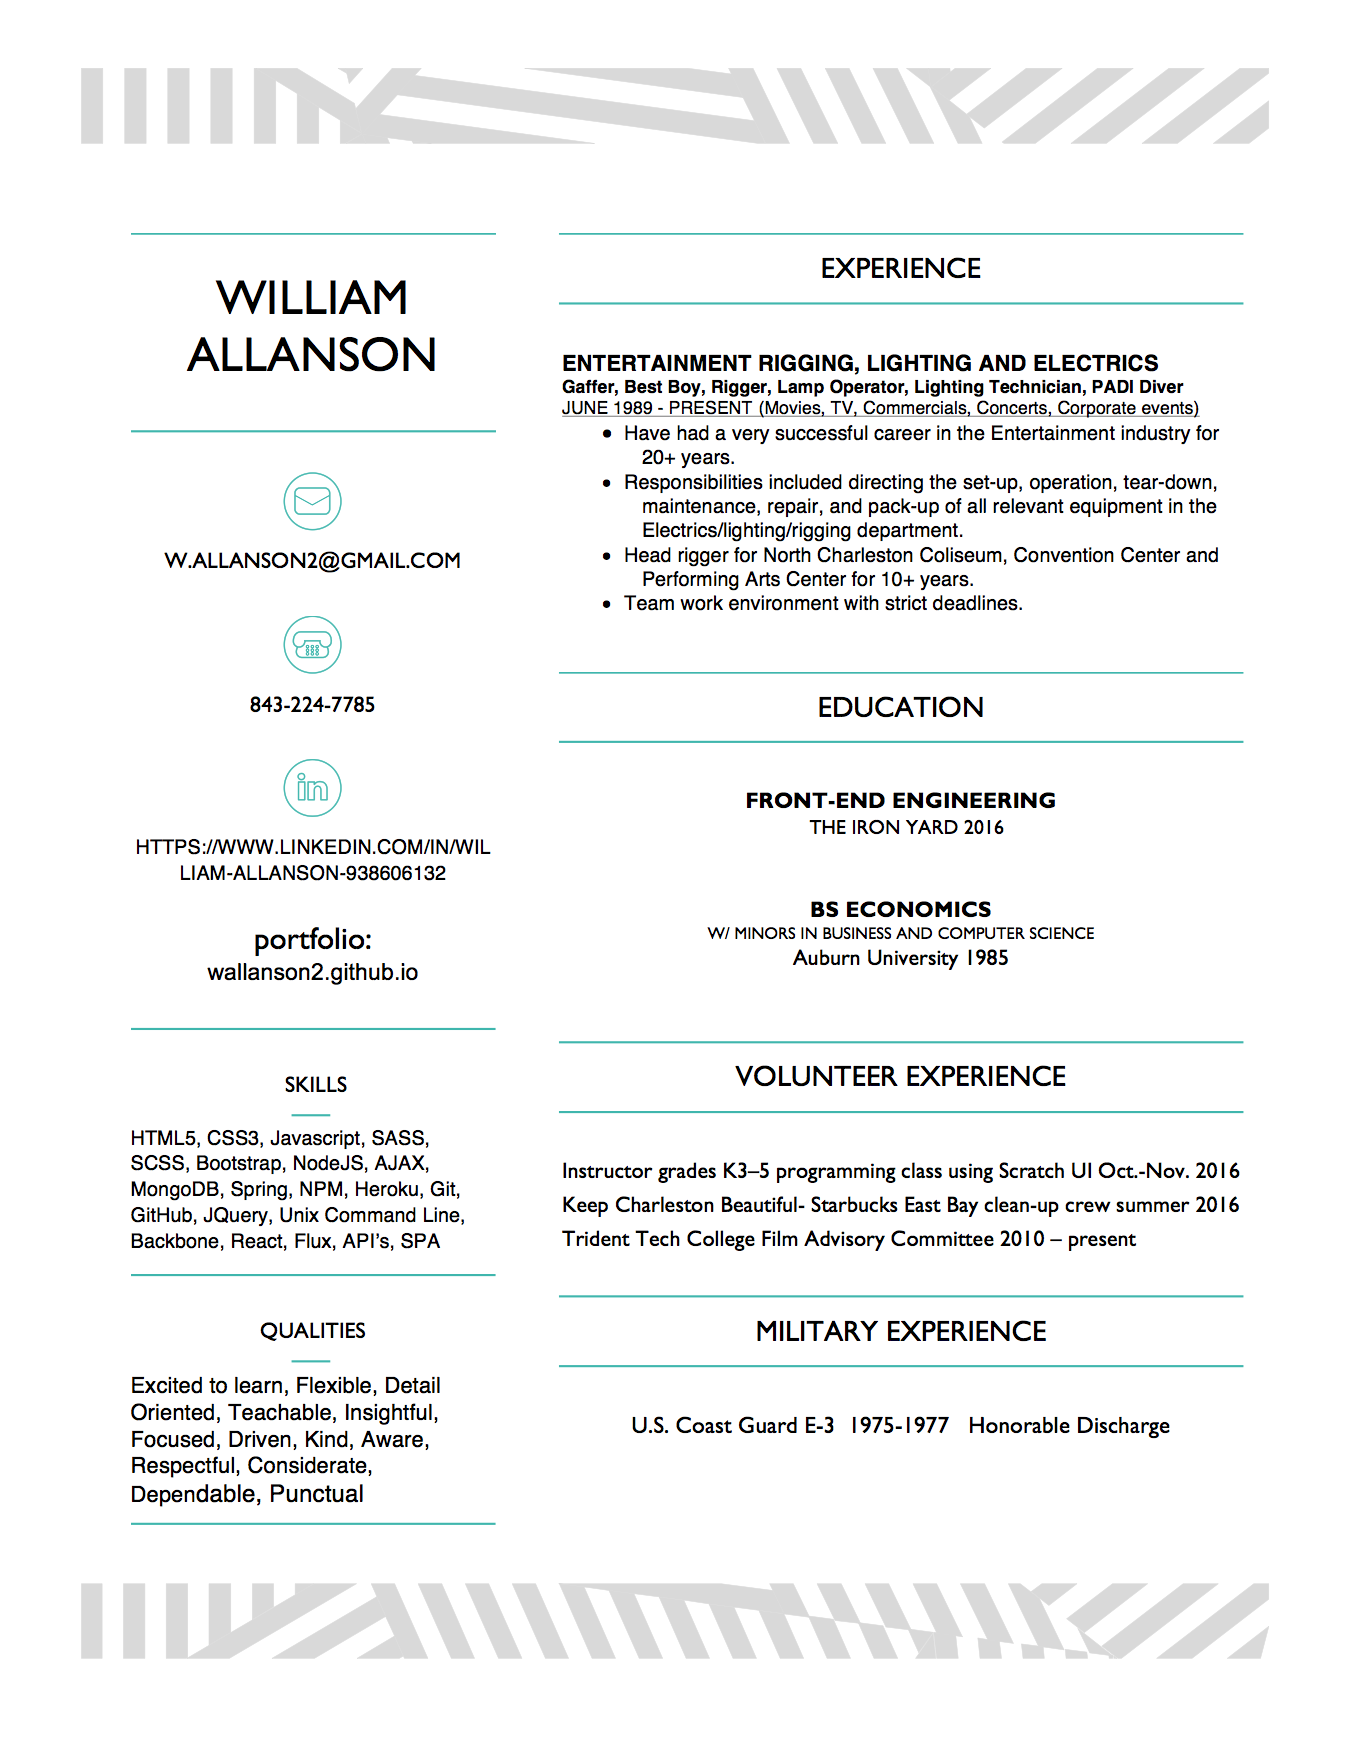 WILLIAM
ALLANSON
W.ALLANSON2@GMAIL.COM
843-224-7785
in
HTTPS://WWW.LINKEDIN.COM/IN/WIL
LIAM-ALLANSON-938606132
portfolio:
wallanson2.github.io
SKILLS
HTML5, CSS3, Javascript, SASS,
SCSS, Bootstrap, NodeJS, AJAX,
MongoDB, Spring, NPM, Heroku, Git,
GitHub, JQuery, Unix Command Line,
Backbone, React, Flux, API’s, SPA
QUALITIES
Excited to learn, Flexible, Detail
Oriented, Teachable, Insightful,
Focused, Driven, Kind, Aware,
Respectful, Considerate,
Dependable, Punctual
EXPERIENCE
ENTERTAINMENT RIGGING, LIGHTING AND ELECTRICS
Gaffer, Best Boy, Rigger, Lamp Operator, Lighting Technician, PADI Diver
JUNE 1989 - PRESENT (Movies, TV, Commercials, Concerts, Corporate events)
• Have had a very successful career in the Entertainment industry for
20+ years.
• Responsibilities included directing the set-up, operation, tear-down,
maintenance, repair, and pack-up of all relevant equipment in the
Electrics/lighting/rigging department.
• Head rigger for North Charleston Coliseum, Convention Center and
Performing Arts Center for 10+ years.
• Team work environment with strict deadlines.
EDUCATION
FRONT-END ENGINEERING
THE IRON YARD 2016
BS ECONOMICS
W/ MINORS IN BUSINESS AND COMPUTER SCIENCE
Auburn University 1985
VOLUNTEER EXPERIENCE
Instructor grades K3–5 programming class using Scratch UI Oct.-Nov. 2016
Keep Charleston Beautiful- Starbucks East Bay clean-up crew summer 2016
Trident Tech College Film Advisory Committee 2010 – present
MILITARY EXPERIENCE
U.S. Coast Guard E-3 1975-1977 Honorable Discharge